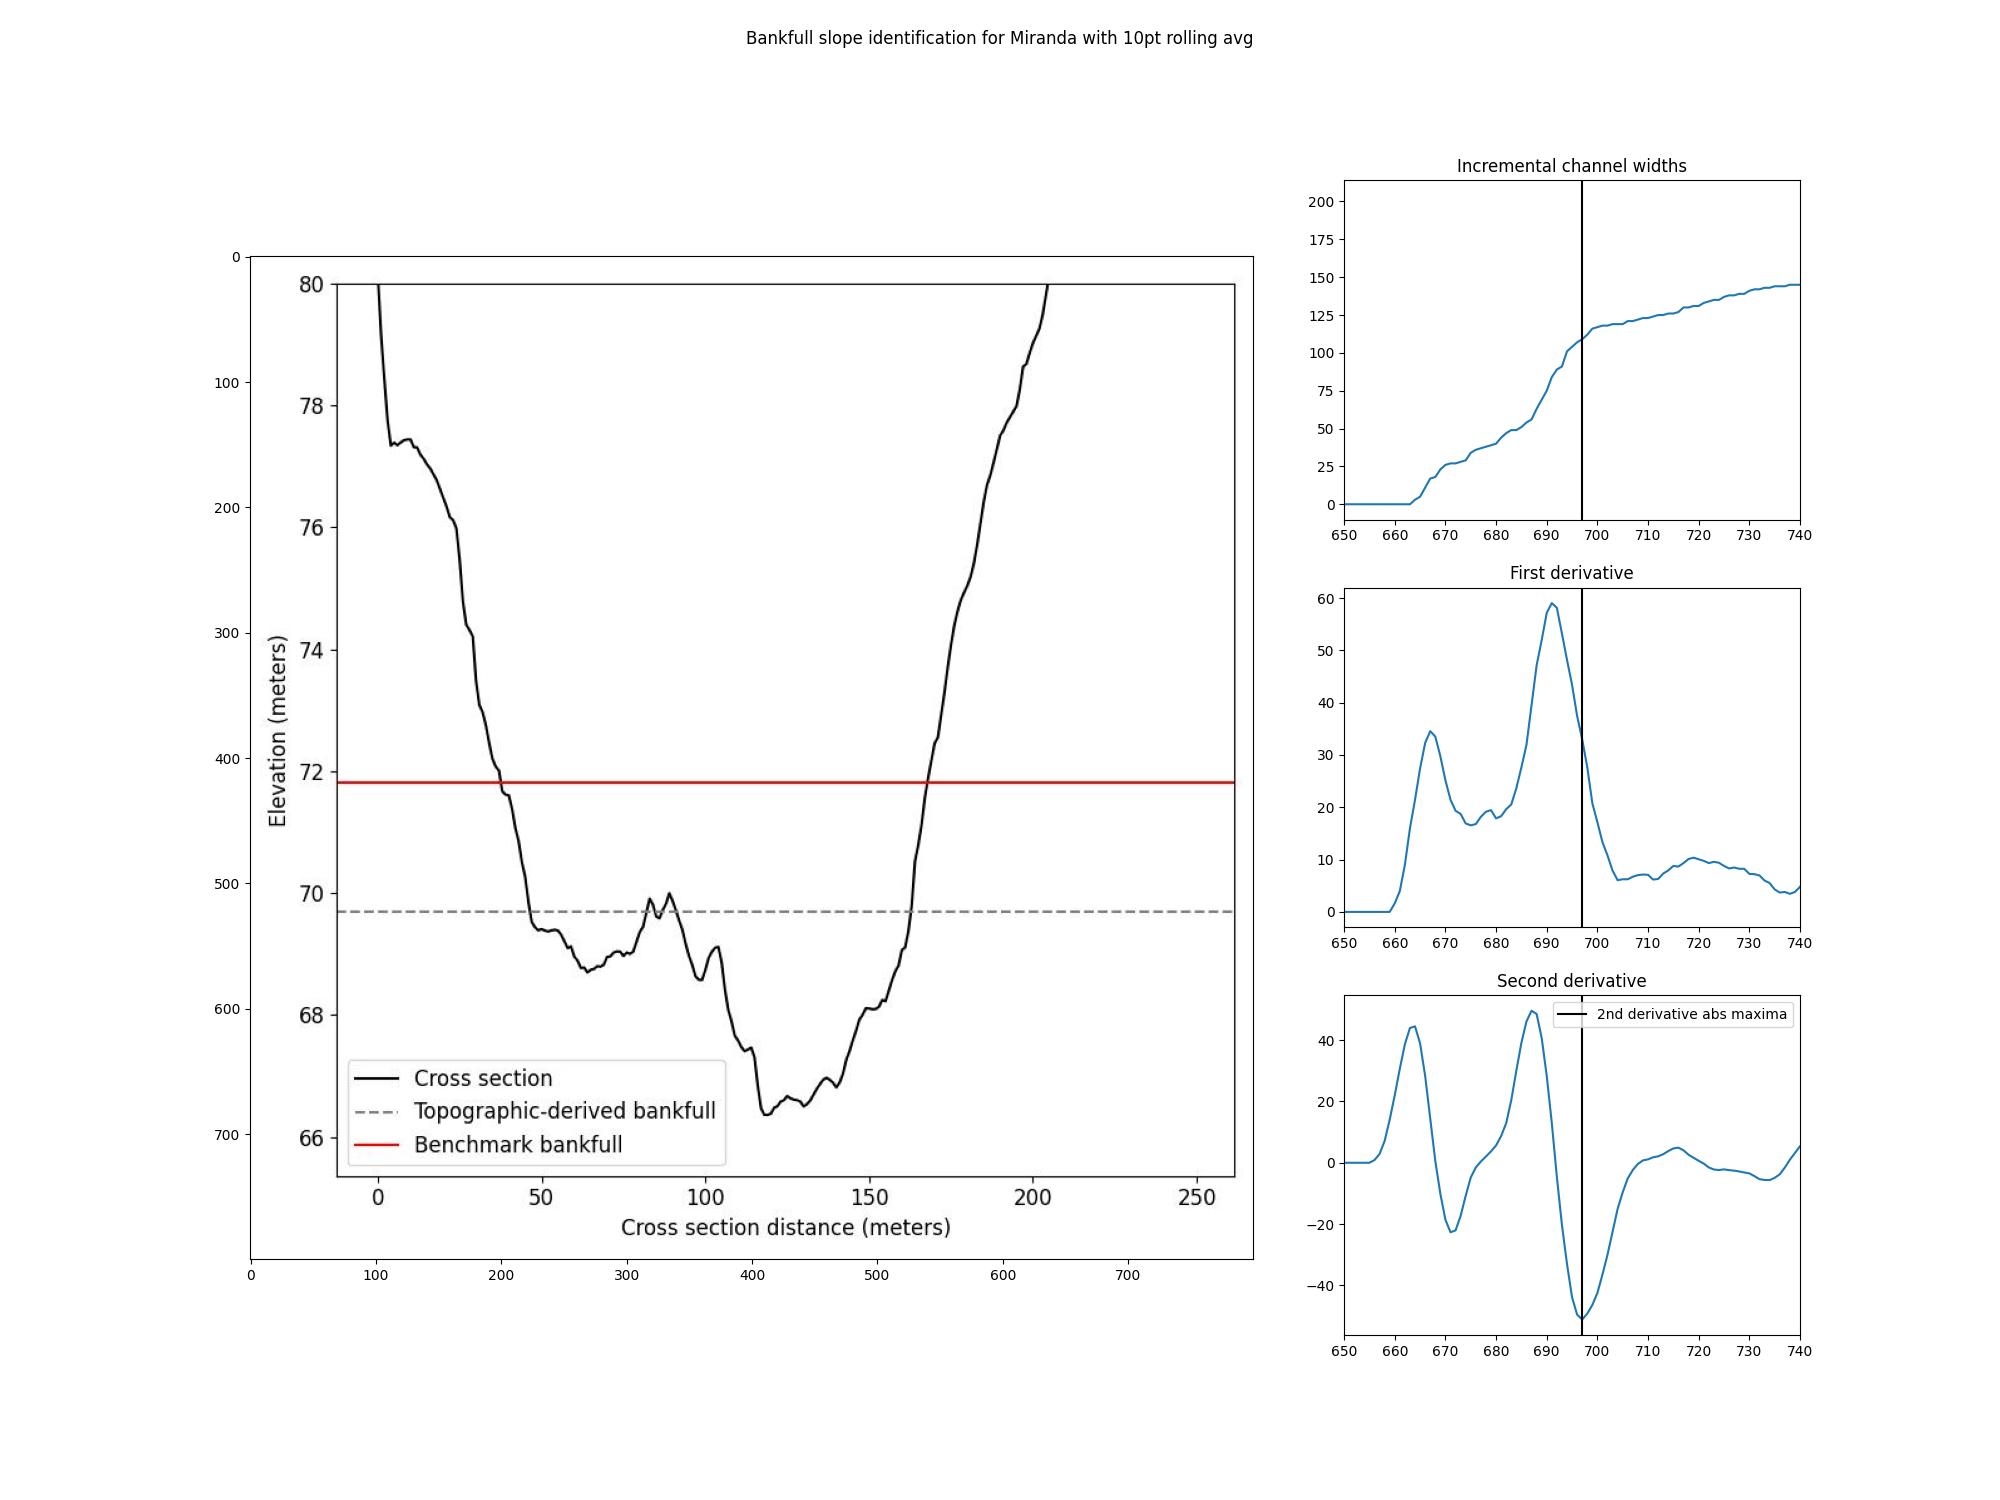 Bankfull slope identification for Miranda with 10pt rolling avg
0
100
200
300
400
500
600
700
80
78
76
74
72
70
68
66
Elevation (meters)
Cross section
Topographic-derived bankfull
Benchmark bankfull
0 50 100 150 200 250
Cross section distance (meters)
0 100 200 300 400 500 600 700
Incremental channel widths
200
175
150
125
100
75
50
25
0
650 660 670 680 690 700 710 720 730 740
First derivative
60
50
40
30
20
10
0
650 660 670 680 690 700 710 720 730 740
Second derivative
2nd derivative abs maxima
40
20
0
−20
−40
650 660 670 680 690 700 710 720 730 740